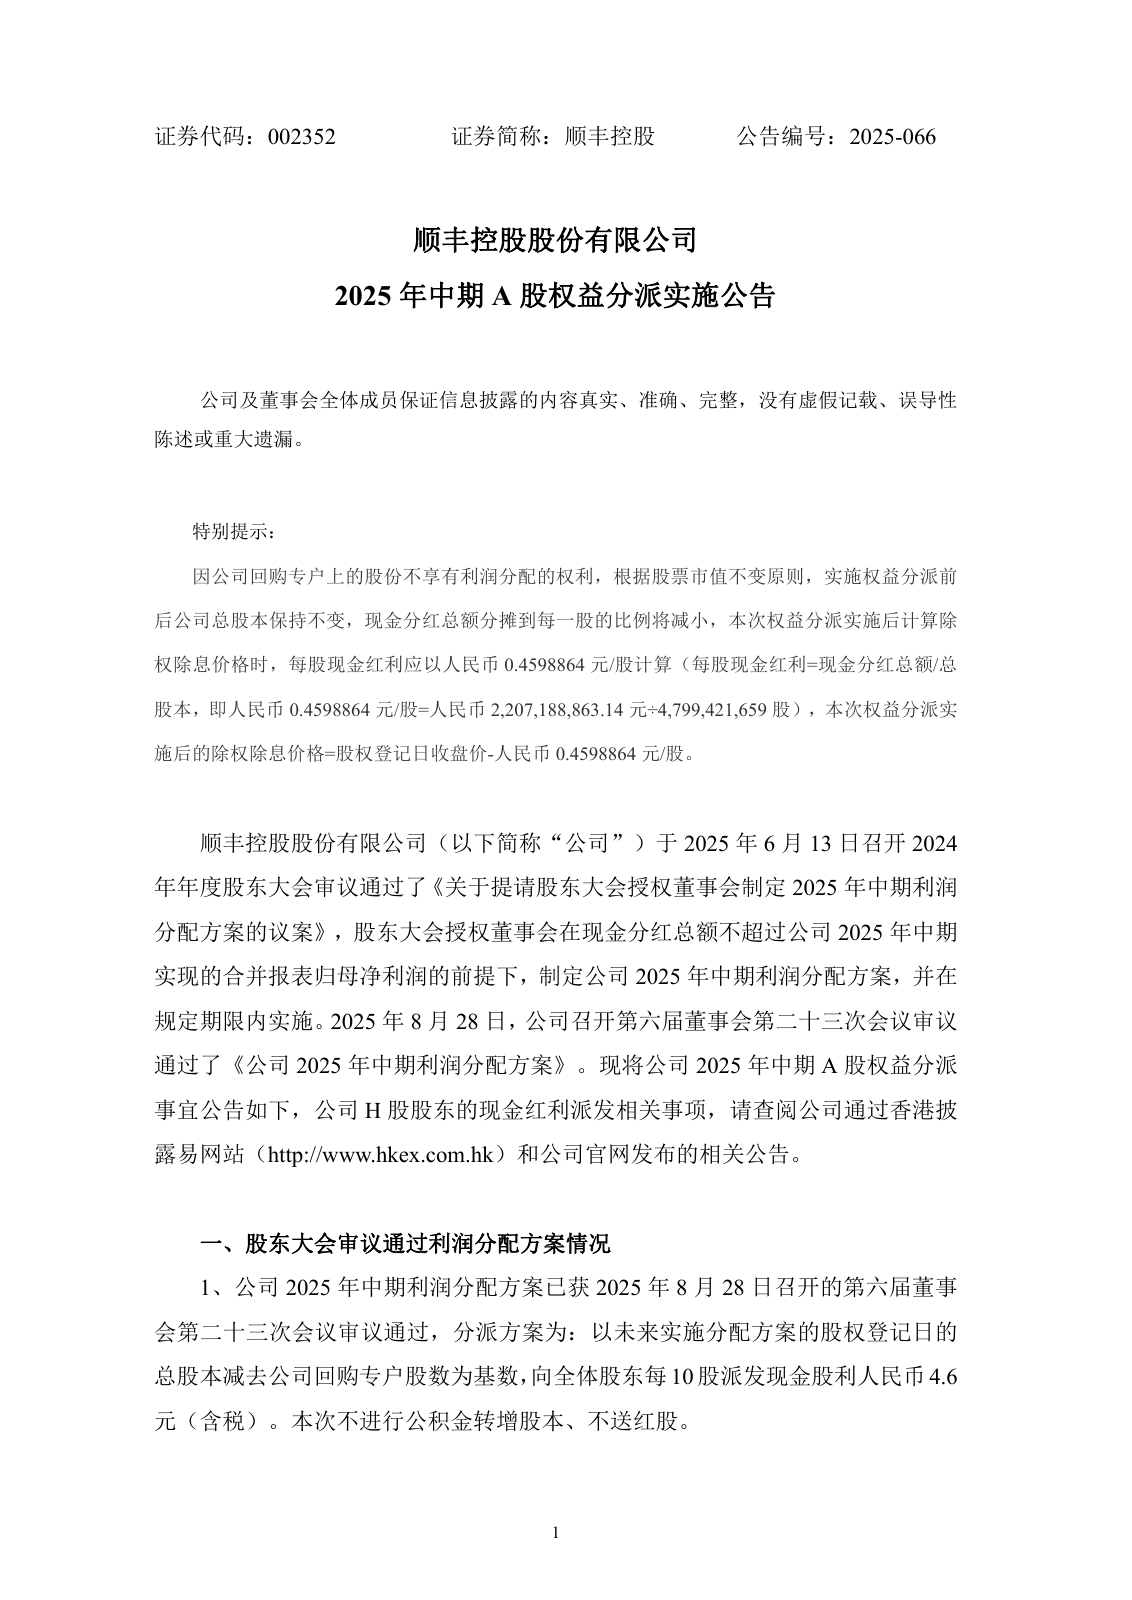 证券代码：002352 证券简称：顺丰控股 公告编号：2025-066
顺丰控股股份有限公司
2025 年中期 A 股权益分派实施公告
公司及董事会全体成员保证信息披露的内容真实、准确、完整，没有虚假记载、误导性
陈述或重大遗漏。
特别提示：
因公司回购专户上的股份不享有利润分配的权利，根据股票市值不变原则，实施权益分派前
后公司总股本保持不变，现金分红总额分摊到每一股的比例将减小，本次权益分派实施后计算除
权除息价格时，每股现金红利应以人民币 0.4598864 元/股计算（每股现金红利=现金分红总额/总
股本，即人民币 0.4598864 元/股=人民币 2,207,188,863.14 元÷4,799,421,659 股），本次权益分派实
施后的除权除息价格=股权登记日收盘价-人民币 0.4598864 元/股。
顺丰控股股份有限公司（以下简称“公司”）于 2025 年 6 月 13 日召开 2024
年年度股东大会审议通过了《关于提请股东大会授权董事会制定 2025 年中期利润
分配方案的议案》，股东大会授权董事会在现金分红总额不超过公司 2025 年中期
实现的合并报表归母净利润的前提下，制定公司 2025 年中期利润分配方案，并在
规定期限内实施。2025 年 8 月 28 日，公司召开第六届董事会第二十三次会议审议
通过了《公司 2025 年中期利润分配方案》。现将公司 2025 年中期 A 股权益分派
事宜公告如下，公司 H 股股东的现金红利派发相关事项，请查阅公司通过香港披
露易网站（http://www.hkex.com.hk）和公司官网发布的相关公告。
一、股东大会审议通过利润分配方案情况
1、公司 2025 年中期利润分配方案已获 2025 年 8 月 28 日召开的第六届董事
会第二十三次会议审议通过，分派方案为：以未来实施分配方案的股权登记日的
总股本减去公司回购专户股数为基数，向全体股东每 10 股派发现金股利人民币 4.6
元（含税）。本次不进行公积金转增股本、不送红股。
1